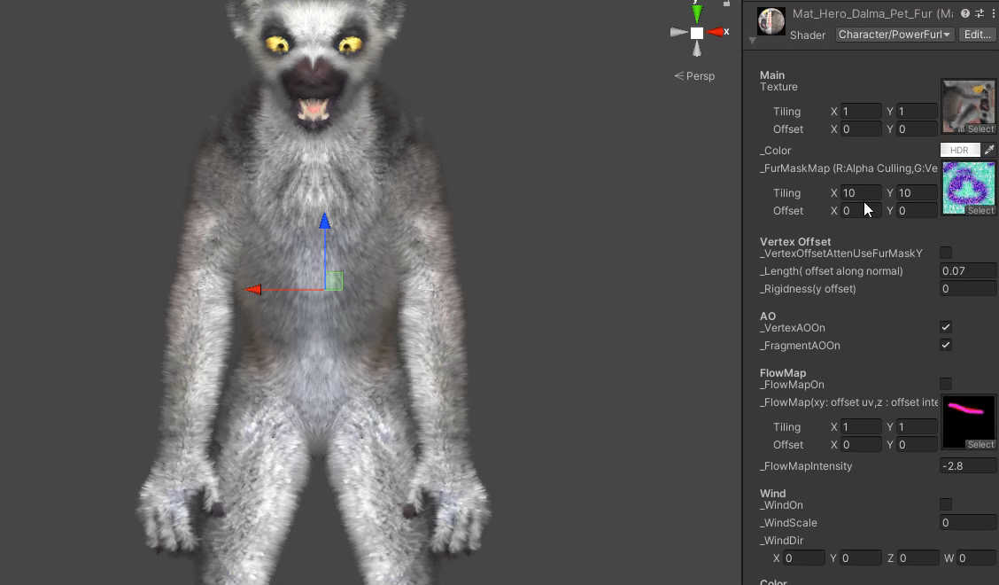 y
x
< Persp
Mat_Hero_Dalma_Pet_Fur (Ma
Shader Character/PowerFurl Edit...
Main
Texture
Tiling X 1 Y 1
Offset X 0 Y 0
Select
_Color HDR
_FurMaskMap (R:Alpha Culling,G:Ve
Tiling X 10 Y 10
Offset X 0 Y 0
Select
Vertex Offset
_VertexOffsetAttenUseFurMaskY
_Length( offset along normal) 0.07
_Rigidness(y offset) 0
AO
_VertexAOOn
_FragmentAOOn
FlowMap
_FlowMapOn
_FlowMap(xy: offset uv,z : offset inte
Tiling X 1 Y 1
Offset X 0 Y 0
Select
_FlowMapIntensity -2.8
Wind
_WindOn
_WindScale 0
_WindDir
X 0 Y 0 Z 0 W 0
Color